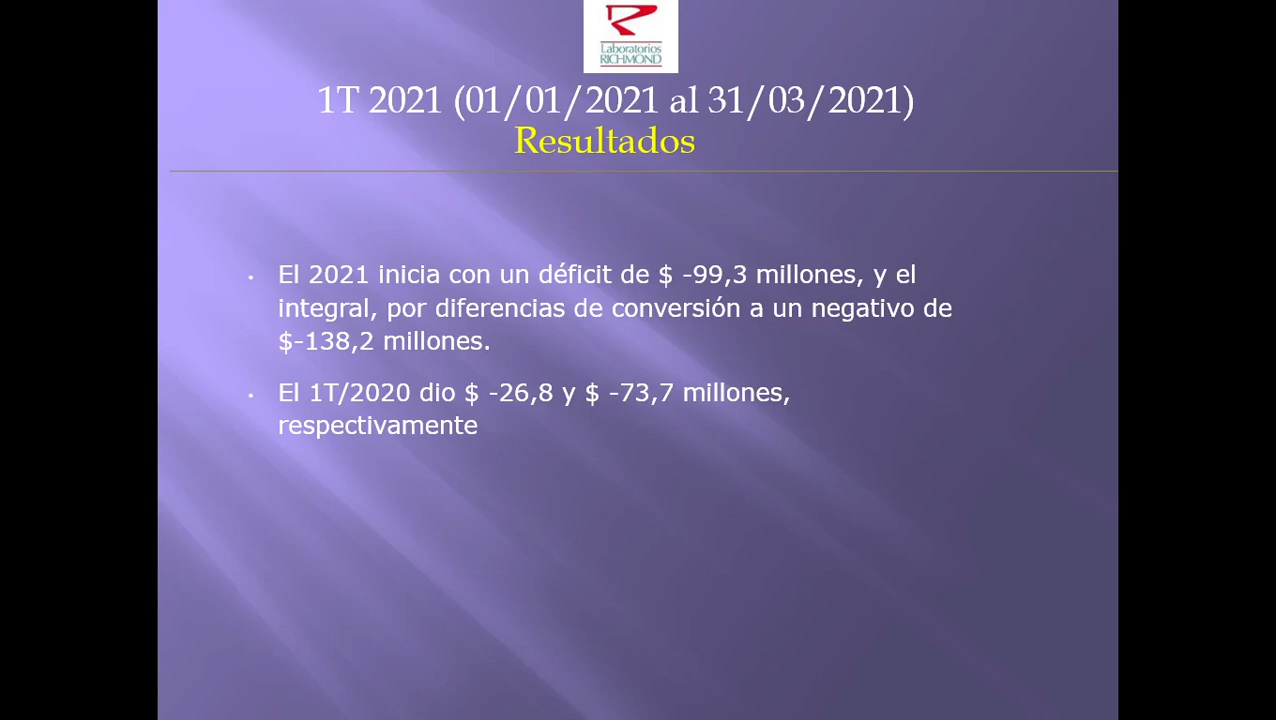 Laboratorios
RICHMOND
1T 2021 (01/01/2021 al 31/03/2021)
Resultados
• El 2021 inicia con un déficit de $ -99,3 millones, y el
integral, por diferencias de conversión a un negativo de
$-138,2 millones.
• El 1T/2020 dio $ -26,8 y $ -73,7 millones,
respectivamente